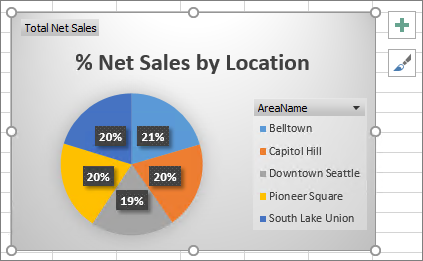 Total Net Sales
% Net Sales by Location
20%
21%
20%
20%
19%
AreaName
Belltown
Capitol Hill
Downtown Seattle
Pioneer Square
South Lake Union